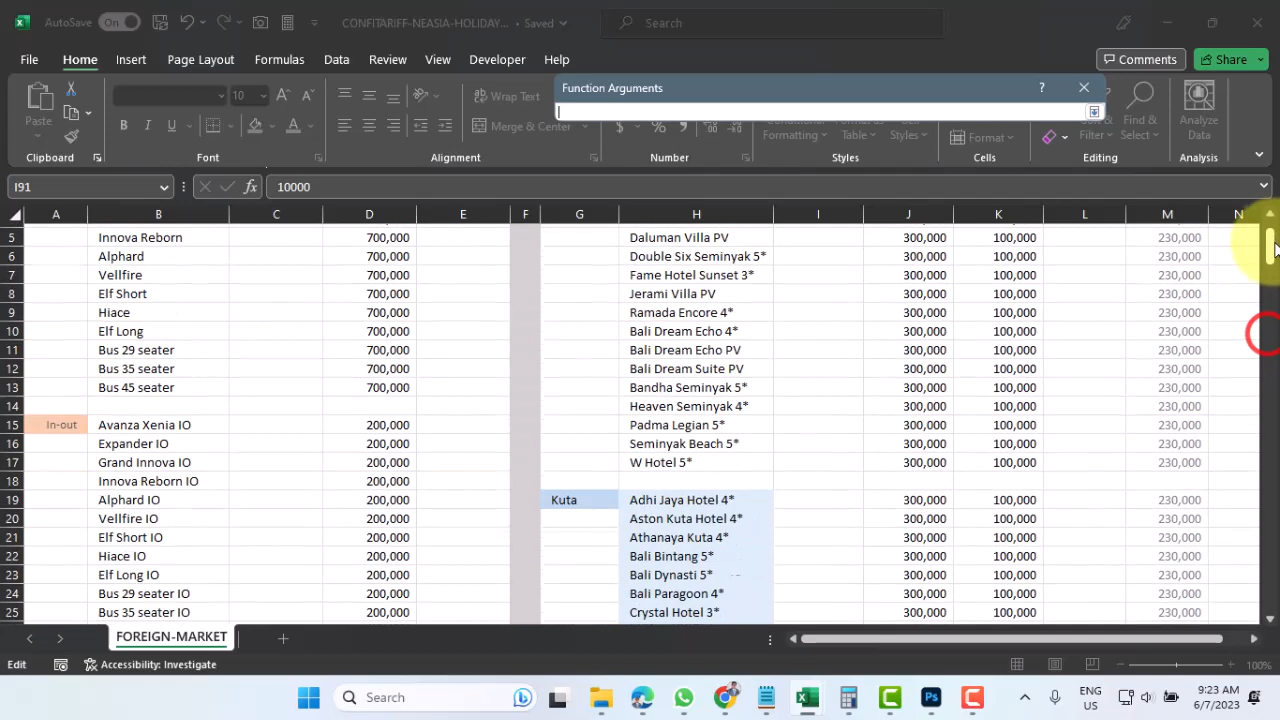 AutoSave On CONFITARIFF-NEASIA-HOLIDAY... • Saved Search
File Home Insert Page Layout Formulas Data Review View Developer Help Comments Share
Function Arguments ?
Paste 10 A A B I U A Wrap Text Merge & Center $ % 9 Conditional Formatting Format as Table Cell Styles Format Sort & Filter Find & Select Analyze Data
Clipboard Font Alignment Number Styles Cells Editing Analysis
I91 fx 10000
A B C D E F G H I J K L M N
5 Innova Reborn 700,000 Daluman Villa PV 300,000 100,000 230,000
6 Alphard 700,000 Double Six Seminyak 5* 300,000 100,000 230,000
7 Vellfire 700,000 Fame Hotel Sunset 3* 300,000 100,000 230,000
8 Elf Short 700,000 Jerami Villa PV 300,000 100,000 230,000
9 Hiace 700,000 Ramada Encore 4* 300,000 100,000 230,000
10 Elf Long 700,000 Bali Dream Echo 4* 300,000 100,000 230,000
11 Bus 29 seater 700,000 Bali Dream Echo PV 300,000 100,000 230,000
12 Bus 35 seater 700,000 Bali Dream Suite PV 300,000 100,000 230,000
13 Bus 45 seater 700,000 Bandha Seminyak 5* 300,000 100,000 230,000
14 Heaven Seminyak 4* 300,000 100,000 230,000
15 In-out Avanza Xenia IO 200,000 Padma Legian 5* 300,000 100,000 230,000
16 Expander IO 200,000 Seminyak Beach 5* 300,000 100,000 230,000
17 Grand Innova IO 200,000 W Hotel 5* 300,000 100,000 230,000
18 Innova Reborn IO 200,000
19 Alphard IO 200,000 Kuta Adhi Jaya Hotel 4* 300,000 100,000 230,000
20 Vellfire IO 200,000 Aston Kuta Hotel 4* 300,000 100,000 230,000
21 Elf Short IO 200,000 Athanaya Kuta 4* 300,000 100,000 230,000
22 Hiace IO 200,000 Bali Bintang 5* 300,000 100,000 230,000
23 Elf Long IO 200,000 Bali Dynasti 5* 300,000 100,000 230,000
24 Bus 29 seater IO 200,000 Bali Paragoon 4* 300,000 100,000 230,000
25 Bus 35 seater IO 200,000 Crystal Hotel 3* 300,000 100,000 230,000
FOREIGN-MARKET
Edit Accessibility: Investigate 100%
Search ENG US 9:23 AM 6/7/2023